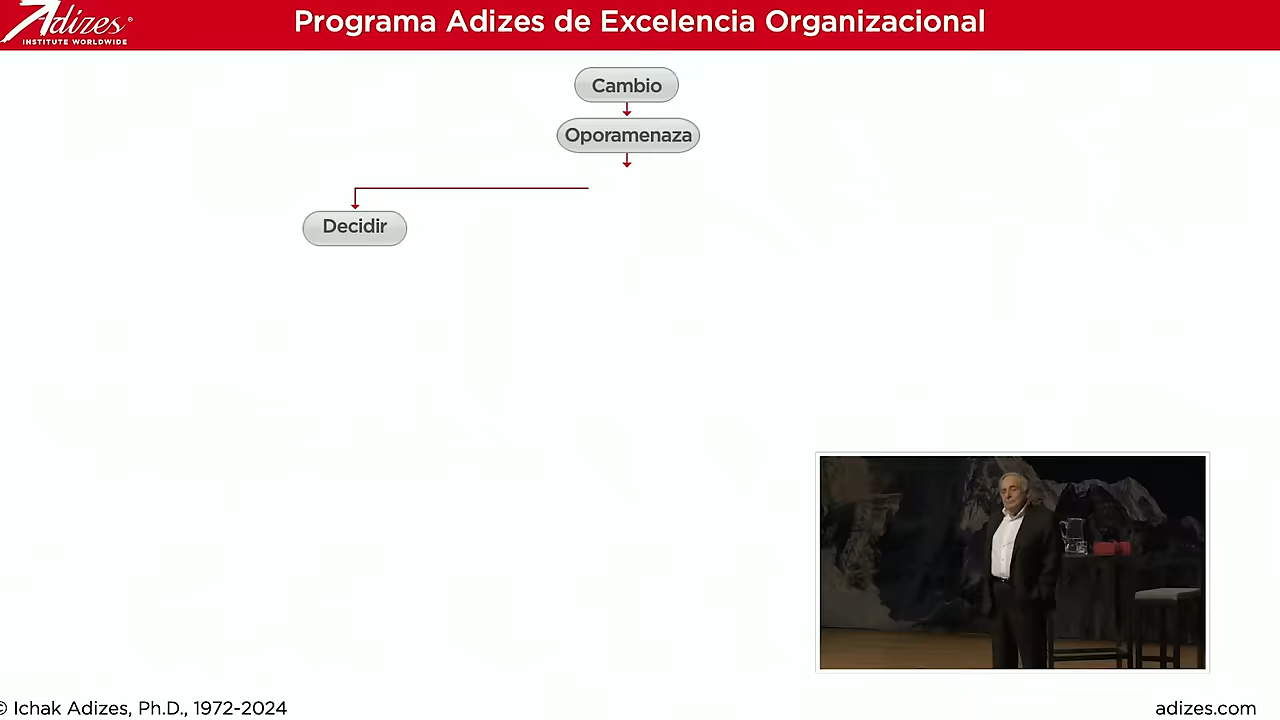 Adizes®
INSTITUTE WORLDWIDE
Programa Adizes de Excelencia Organizacional
Cambio
Oporamenaza
Decidir
© Ichak Adizes, Ph.D., 1972-2024
adizes.com